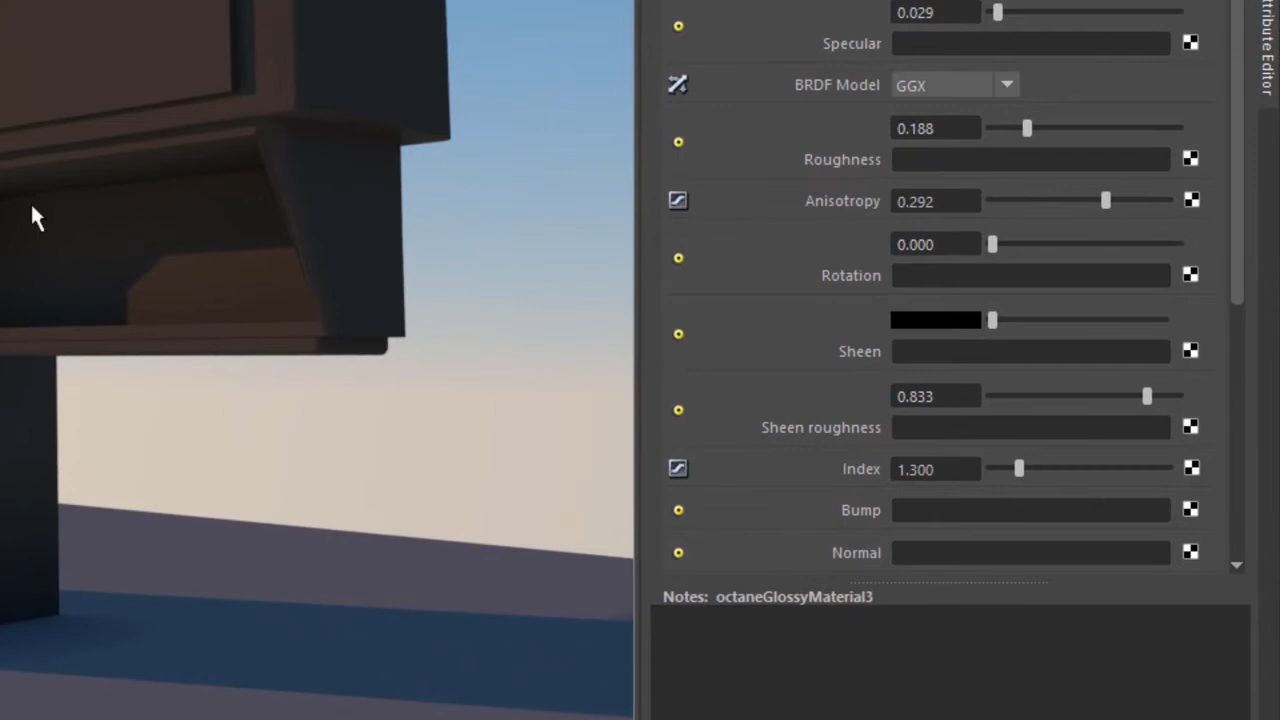 0.029
Specular
BRDF Model GGX
0.188
Roughness
Anisotropy 0.292
0.000
Rotation
Sheen
0.833
Sheen roughness
Index 1.300
Bump
Normal
Notes: octaneGlossyMaterial3
ttribute Editor